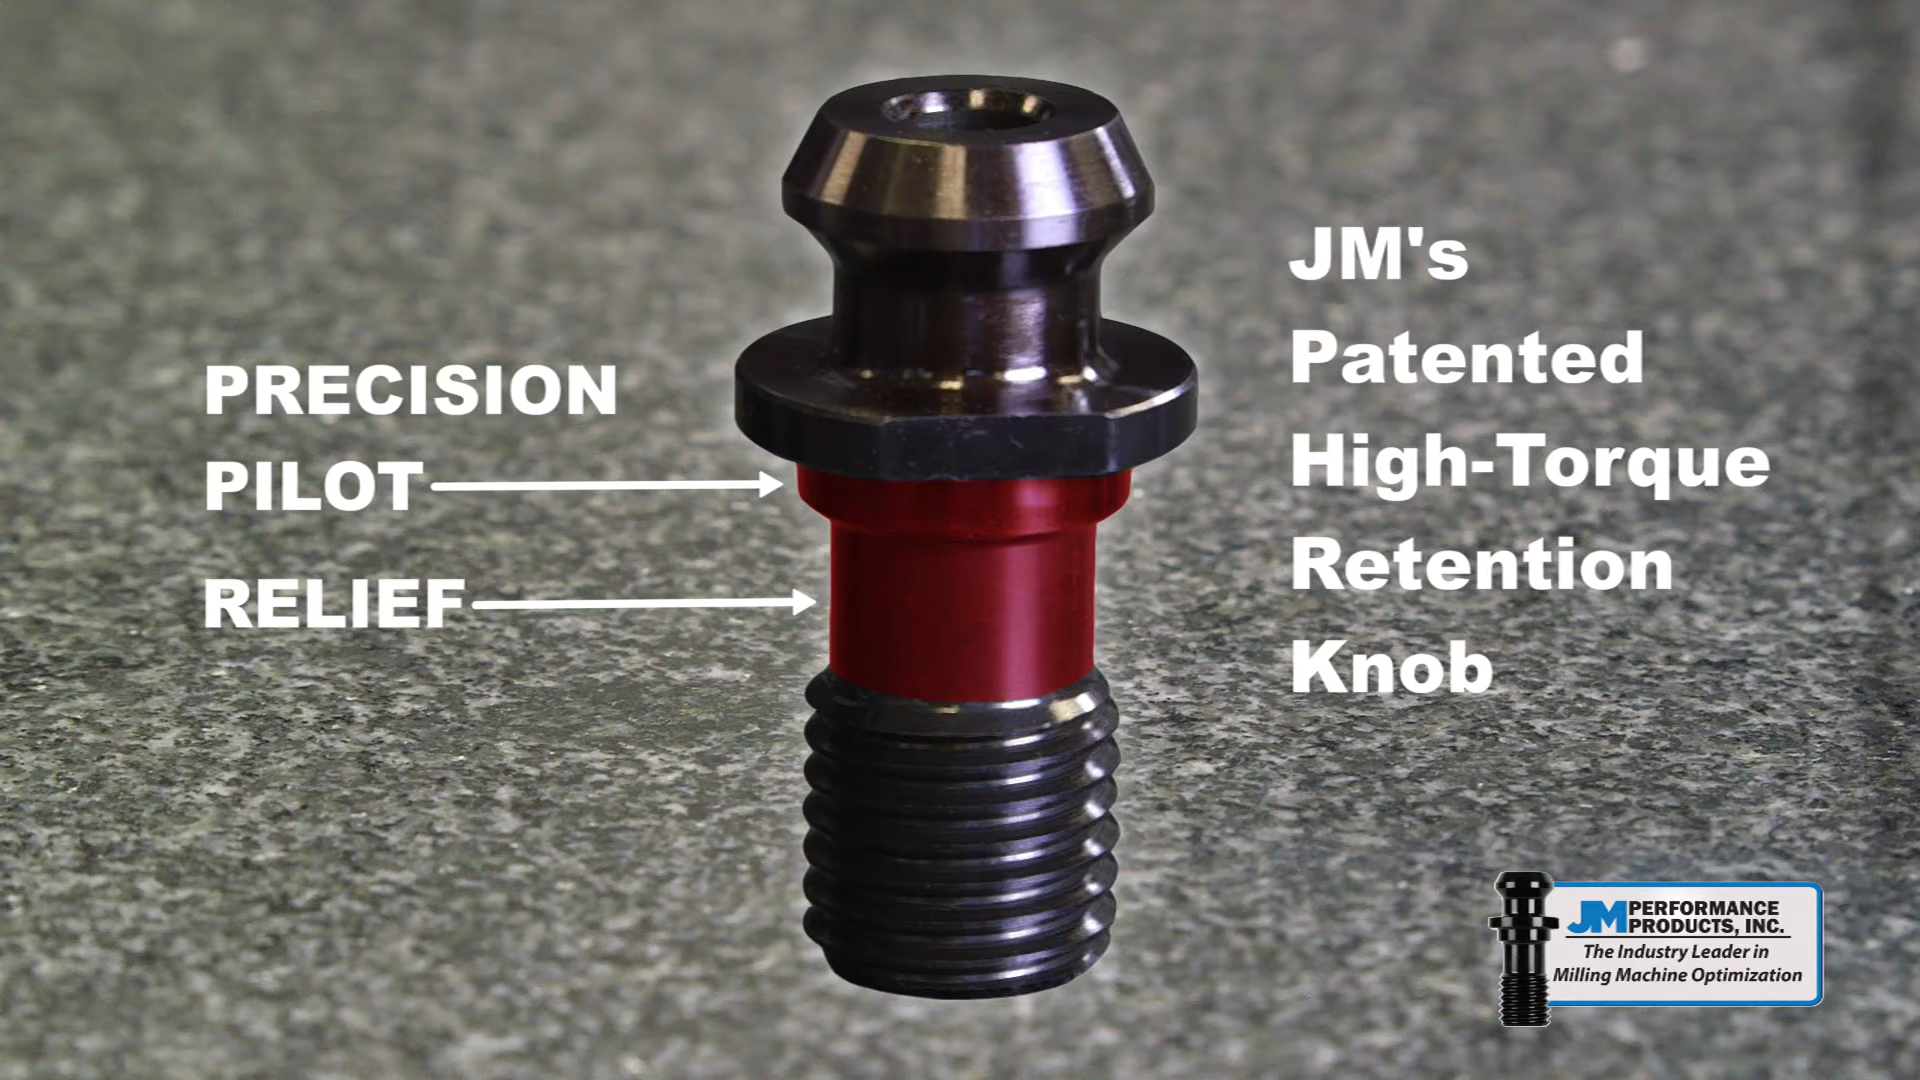 PRECISION
PILOT
RELIEF
JM's
Patented
High-Torque
Retention
Knob
JM PERFORMANCE
PRODUCTS, INC.
The Industry Leader in
Milling Machine Optimization